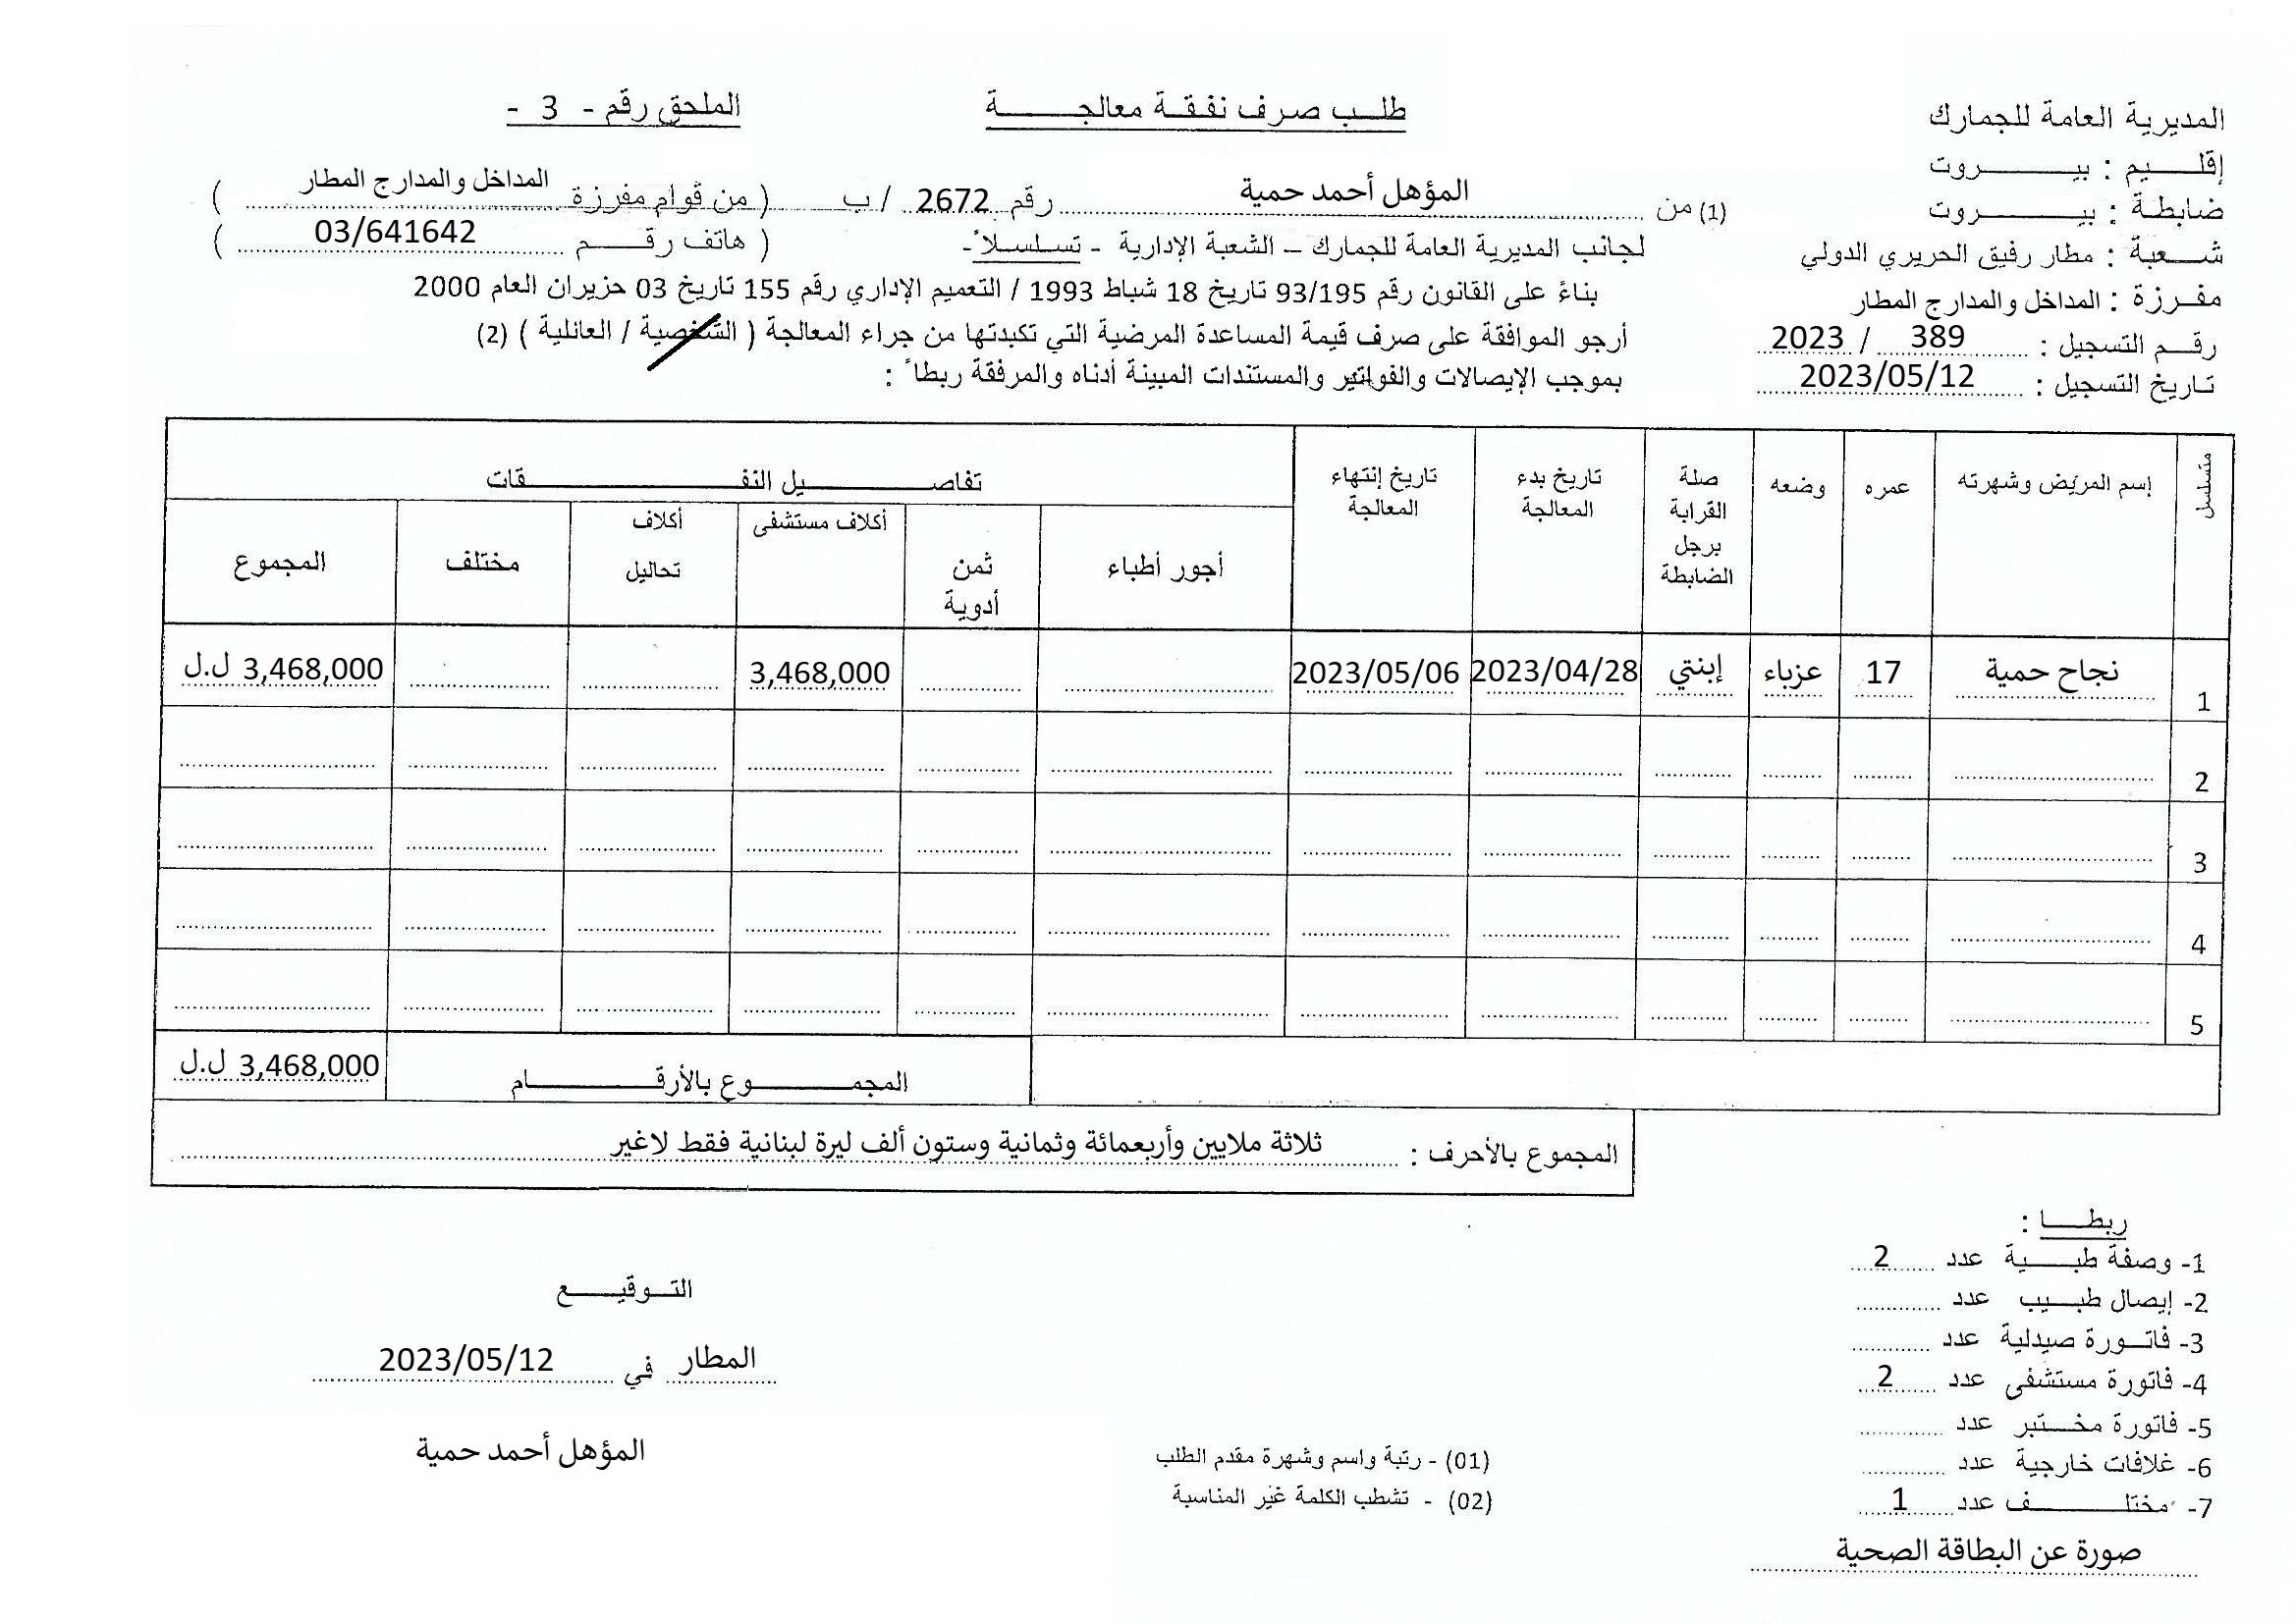 المديرية العامة للجمارك
إقليم : بيروت
ضابطة : بيروت
شعبة : مطار رفيق الحريري الدولي
مفرزة : المداخل والمدارج المطار
رقم التسجيل : 389 / 2023
تاريخ التسجيل : 2023/05/12
طلب صرف نفقة معالجة
الملحق رقم - 3 -
(1) من المؤهل أحمد حمية رقم 2672 / ب ( من قوام مفرزة المداخل والمدارج المطار )
لجانب المديرية العامة للجمارك – الشعبة الإدارية - تسلسلاً - ( هاتف رقم 03/641642 )
بناءً على القانون رقم 93/195 تاريخ 18 شباط 1993 / التعميم الإداري رقم 155 تاريخ 03 حزيران العام 2000
أرجو الموافقة على صرف قيمة المساعدة المرضية التي تكبدتها من جراء المعالجة ( الشخصية / العائلية ) (2)
بموجب الإيصالات والفواتير والمستندات المبينة أدناه والمرفقة ربطاً :
متسلسل إسم المريض وشهرته عمره وضعه صلة القرابة برجل الضابطة تاريخ بدء المعالجة تاريخ إنتهاء المعالجة تفاصيل النفقات
أجور أطباء ثمن أدوية أكلاف مستشفى أكلاف تحاليل مختلف المجموع
1 نجاح حمية 17 عزباء إبنتي 2023/04/28 2023/05/06 3,468,000 3,468,000 ل.ل
2
3
4
5
المجموع بالأرقام 3,468,000 ل.ل
المجموع بالأحرف : ثلاثة ملايين وأربعمائة وثمانية وستون ألف ليرة لبنانية فقط لاغير
ربطا :
1- وصفة طبية عدد 2
2- إيصال طبيب عدد
3- فاتورة صيدلية عدد
4- فاتورة مستشفى عدد 2
5- فاتورة مختبر عدد
6- غلافات خارجية عدد
7- مختلف عدد 1
صورة عن البطاقة الصحية
التوقيع
المطار في 2023/05/12
المؤهل أحمد حمية
(01) - رتبة واسم وشهرة مقدم الطلب
(02) - تشطب الكلمة غير المناسبة